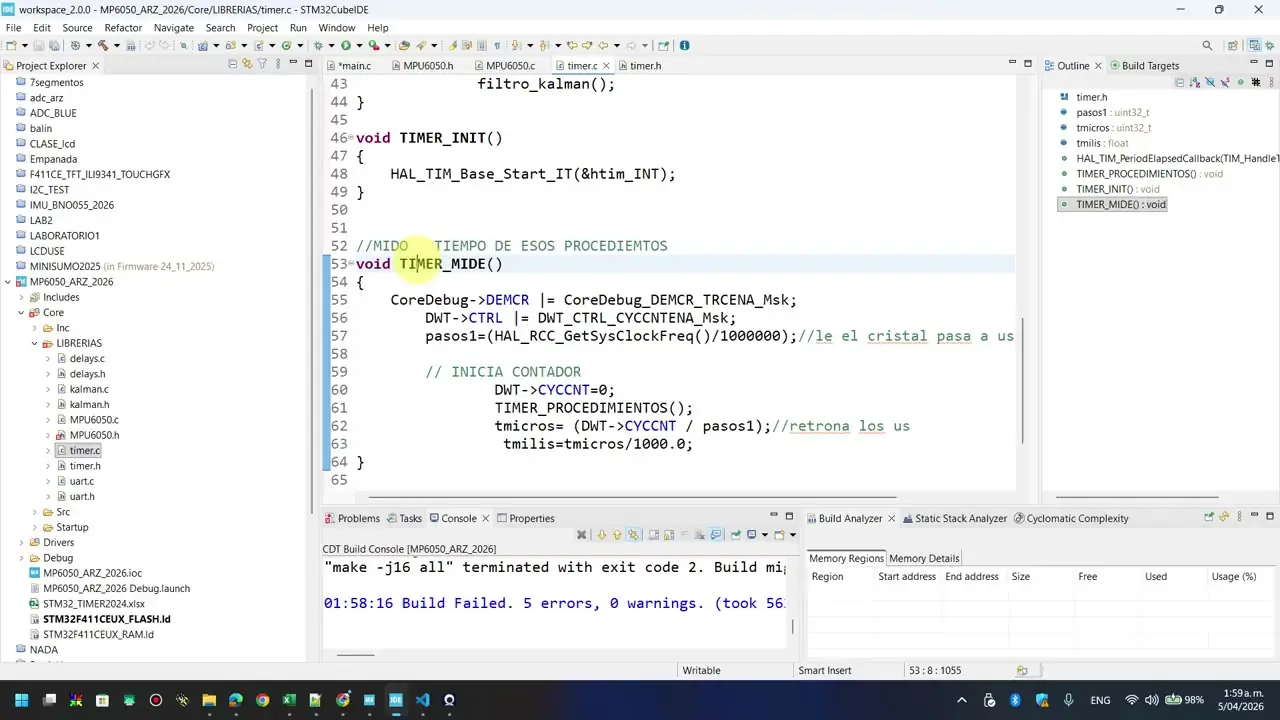 workspace_2.0.0 - MP6050_ARZ_2026/Core/LIBRERIAS/timer.c - STM32CubeIDE
File Edit Source Refactor Navigate Search Project Run Window Help
Project Explorer
7segmentos
adc_arz
ADC_BLUE
balin
CLASE_lcd
Empanada
F411CE_TFT_ILI9341_TOUCHGFX
I2C_TEST
IMU_BNO055_2026
LAB2
LABORATORIO1
LCDUSE
MINISUMO2025 (in Firmware 24_11_2025)
MP6050_ARZ_2026
Includes
Core
Inc
LIBRERIAS
delays.c
delays.h
kalman.c
kalman.h
MPU6050.c
MPU6050.h
timer.c
timer.h
uart.c
uart.h
Src
Startup
Drivers
Debug
MP6050_ARZ_2026.ioc
MP6050_ARZ_2026 Debug.launch
STM32_TIMER2024.xlsx
STM32F411CEUX_FLASH.ld
STM32F411CEUX_RAM.ld
NADA
*main.c MPU6050.h MPU6050.c timer.c timer.h
43 filtro_kalman();
44 }
45
46 void TIMER_INIT()
47 {
48 HAL_TIM_Base_Start_IT(&htim_INT);
49 }
50
51
52 //MIDO TIEMPO DE ESOS PROCEDIEMTOS
53 void TIMER_MIDE()
54 {
55 CoreDebug->DEMCR |= CoreDebug_DEMCR_TRCENA_Msk;
56 DWT->CTRL |= DWT_CTRL_CYCCNTENA_Msk;
57 pasos1=(HAL_RCC_GetSysClockFreq()/1000000);//le el cristal pasa a us
58
59 // INICIA CONTADOR
60 DWT->CYCCNT=0;
61 TIMER_PROCEDIMIENTOS();
62 tmicros= (DWT->CYCCNT / pasos1);//retrona los us
63 tmilis=tmicros/1000.0;
64 }
65
Outline Build Targets
timer.h
pasos1 : uint32_t
tmicros : uint32_t
tmilis : float
HAL_TIM_PeriodElapsedCallback(TIM_HandleT
TIMER_PROCEDIMIENTOS() : void
TIMER_INIT() : void
TIMER_MIDE() : void
Problems Tasks Console Properties
CDT Build Console [MP6050_ARZ_2026]
"make -j16 all" terminated with exit code 2. Build mi
01:58:16 Build Failed. 5 errors, 0 warnings. (took 56
Build Analyzer Static Stack Analyzer Cyclomatic Complexity
Memory Regions Memory Details
Region Start address End address Size Free Used Usage (%)
Writable Smart Insert 53 : 8 : 1055
ENG 98% 1:59 a. m.
5/04/2026